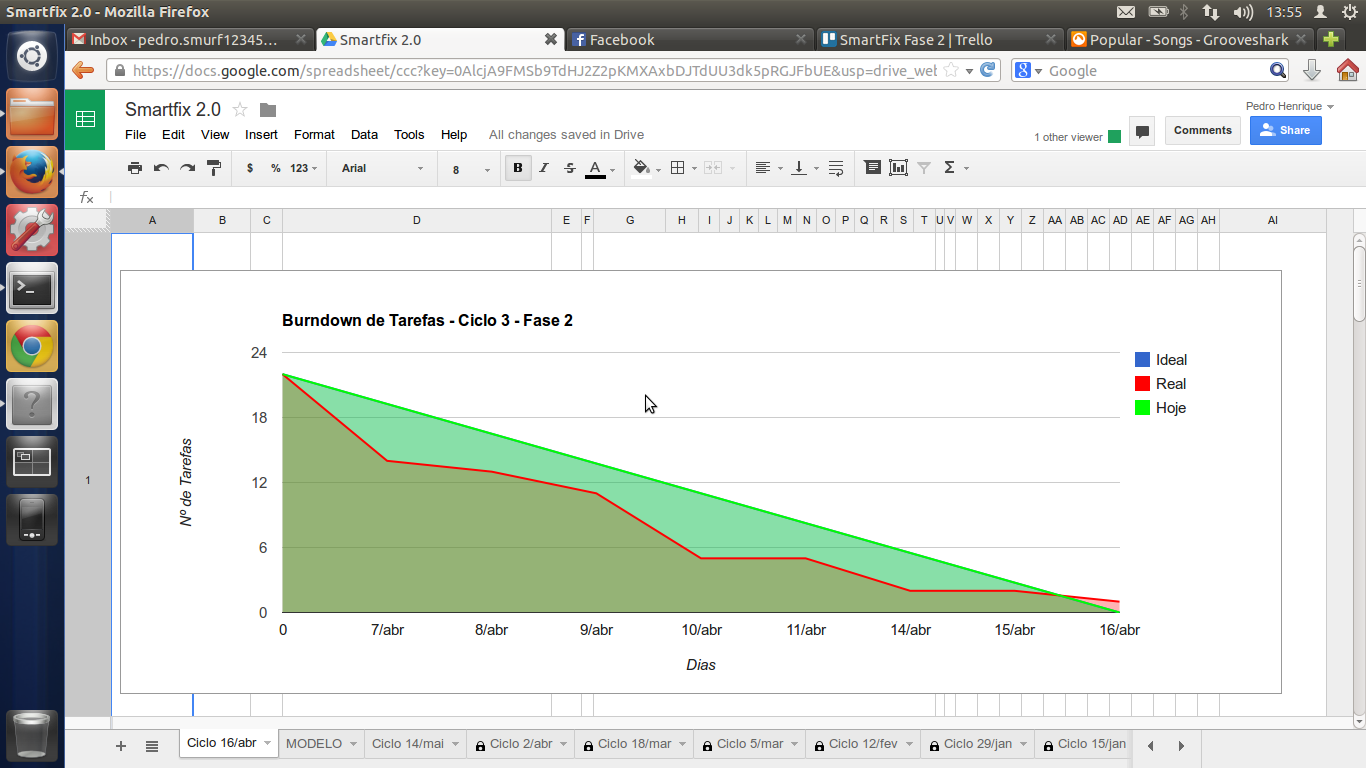 Smartfix 2.0 - Mozilla Firefox
13:55
Inbox - pedro.smurf12345...
Smartfix 2.0
Facebook
SmartFix Fase 2 | Trello
Popular - Songs - Grooveshark
https://docs.google.com/spreadsheet/ccc?key=0AlcjA9FMSb9TdHJ2Z2pKMXAxbDJTdUU3dk5pRGJFbUE&usp=drive_web
Google
Smartfix 2.0
Pedro Henrique
File Edit View Insert Format Data Tools Help All changes saved in Drive
1 other viewer
Comments
Share
$ % 123 Arial 8 B I S A Σ
fx
A B C D E F G H I J K L M N O P Q R S T U V W X Y Z AA AB AC AD AE AF AG AH AI
1
Burndown de Tarefas - Ciclo 3 - Fase 2
24
18
12
6
0
Nº de Tarefas
Ideal
Real
Hoje
0 7/abr 8/abr 9/abr 10/abr 11/abr 14/abr 15/abr 16/abr
Dias
Ciclo 16/abr MODELO Ciclo 14/mai Ciclo 2/abr Ciclo 18/mar Ciclo 5/mar Ciclo 12/fev Ciclo 29/jan Ciclo 15/jan